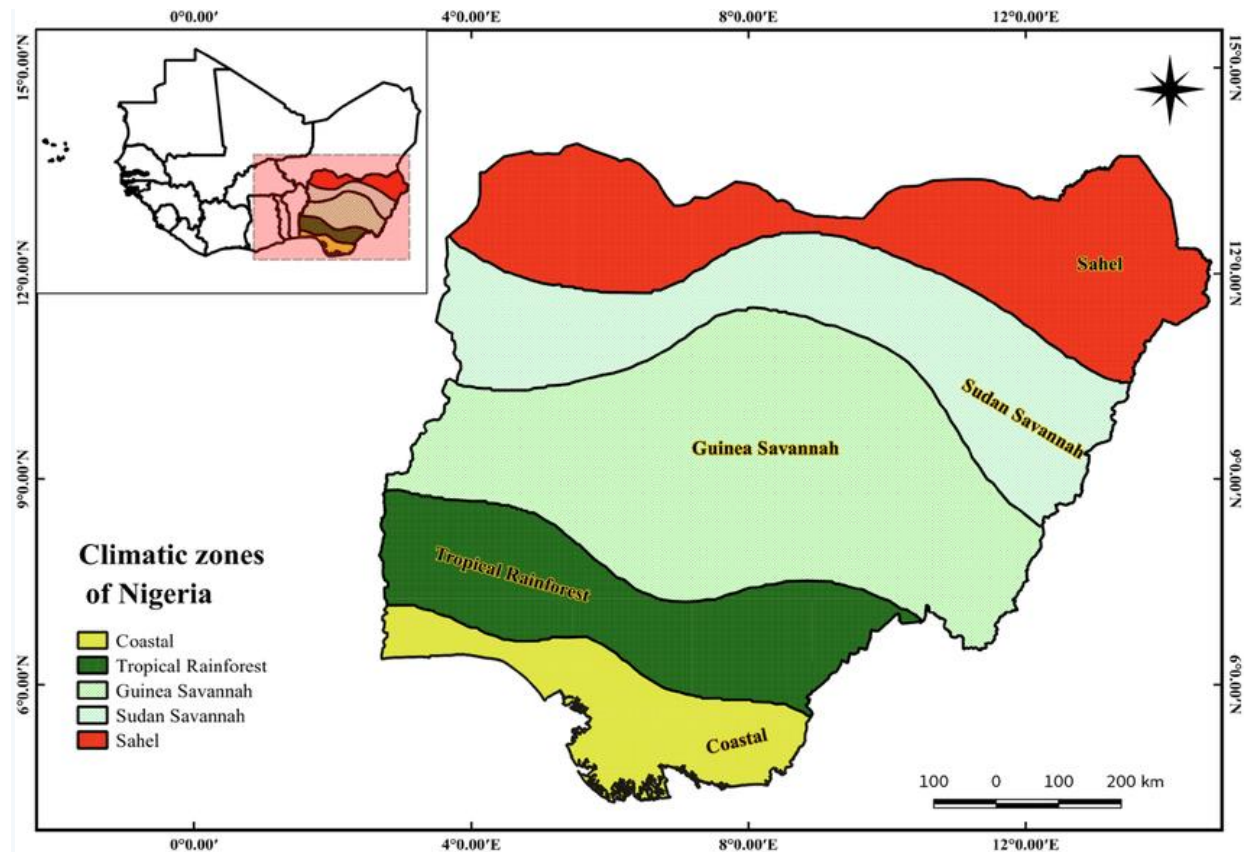 0°0.00′
4°0.00′E
8°0.00′E
12°0.00′E
15°0.00′N
15°0.00′N
12°0.00′N
12°0.00′N
Sahel
Sudan Savannah
Guinea Savannah
9°0.00′N
9°0.00′N
Tropical Rainforest
Climatic zones
of Nigeria
Coastal
Tropical Rainforest
Guinea Savannah
Sudan Savannah
Sahel
6°0.00′N
6°0.00′N
Coastal
100 0 100 200 km
0°0.00′
4°0.00′E
8°0.00′E
12°0.00′E